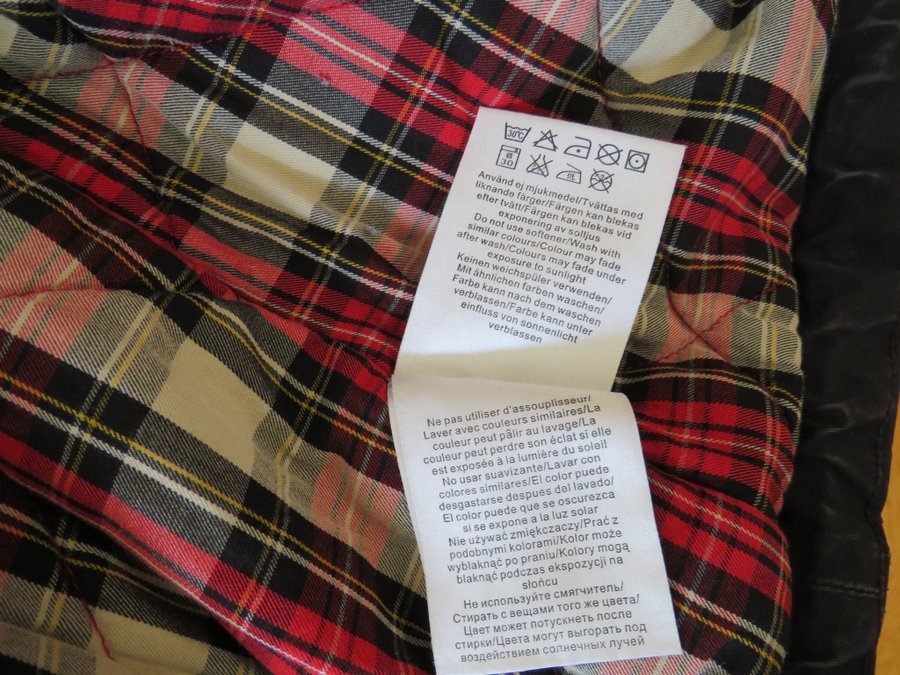 30°C
30
Använd ej mjukmedel/Tvättas med
liknande färger/Färgen kan blekas
efter tvätt/Färgen kan blekas vid
exponering av solljus
Do not use softener/Wash with
similar colours/Colour may fade
after wash/Colours may fade under
exposure to sunlight
Keinen weichspüler verwenden/
Mit ähnlichen farben waschen/
Farbe kann nach dem waschen
verblassen/Farbe kann unter
einfluss von sonnenlicht
verblassen
Ne pas utiliser d'assouplisseur/
Laver avec couleurs similaires/La
couleur peut pâlir au lavage/La
couleur peut perdre son éclat si elle
est exposée à la lumière du soleil
No usar suavizante/Lavar con
colores similares/El color puede
desgastarse despues del lavado/
El color puede que se oscurezca
si se expone a la luz solar
Nie używać zmiękczaczy/Prać z
podobnymi kolorami/Kolor może
wyblaknąć po praniu/Kolory mogą
blaknąć podczas ekspozycji na
słońcu
Не используйте смягчитель/
Стирать с вещами того же цвета/
Цвет может потускнеть после
стирки/Цвета могут выгорать под
воздействием солнечных лучей